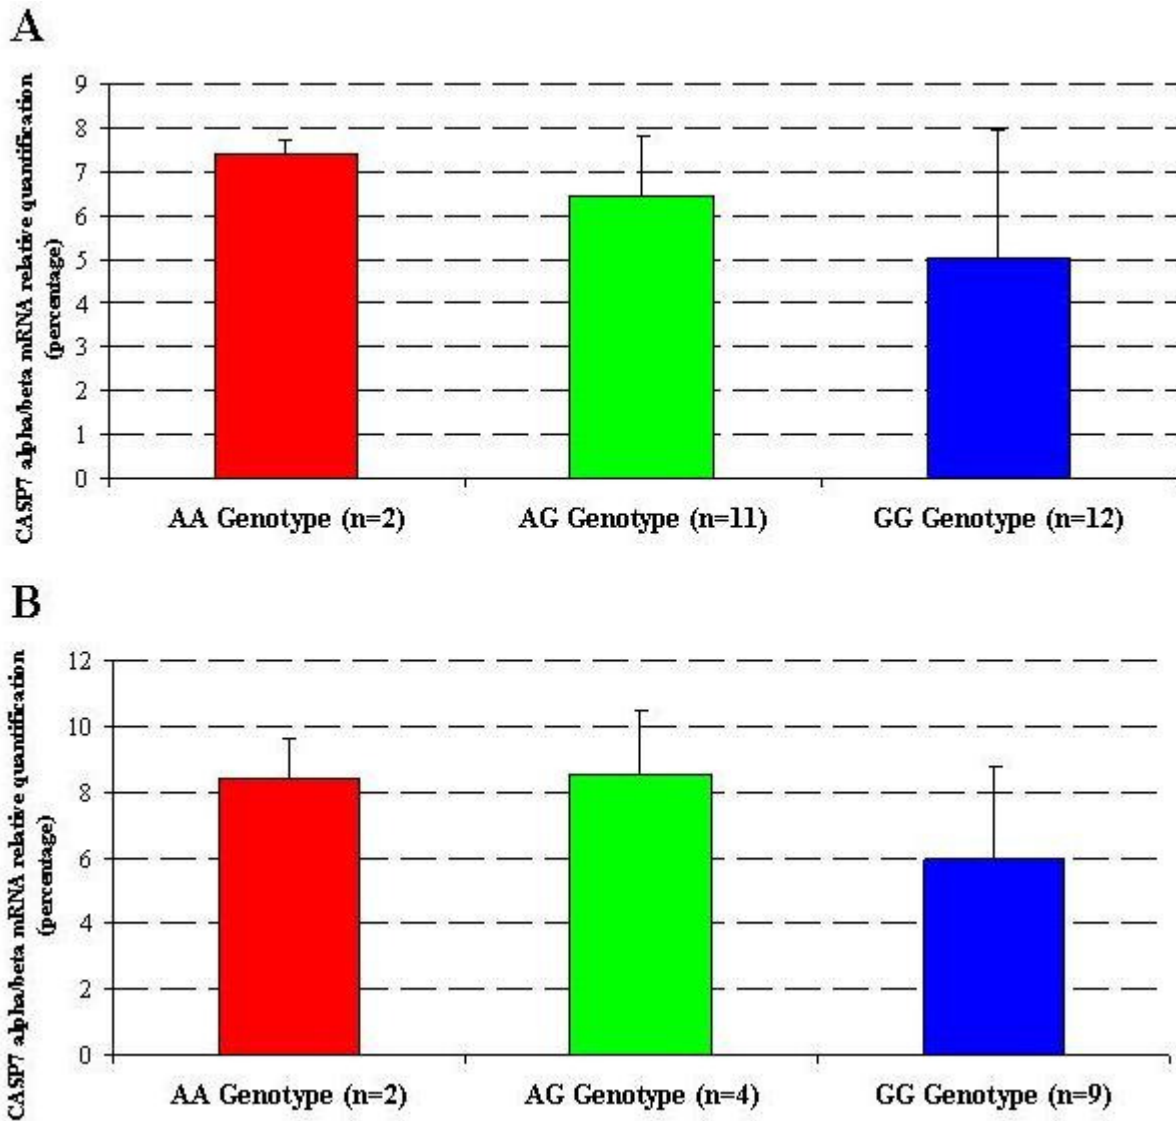 A
CASP7 alpha/beta mRNA relative quantification
(percentage)
9
8
7
6
5
4
3
2
1
0
AA Genotype (n=2) AG Genotype (n=11) GG Genotype (n=12)
B
CASP7 alpha/beta mRNA relative quantification
(percentage)
12
10
8
6
4
2
0
AA Genotype (n=2) AG Genotype (n=4) GG Genotype (n=9)